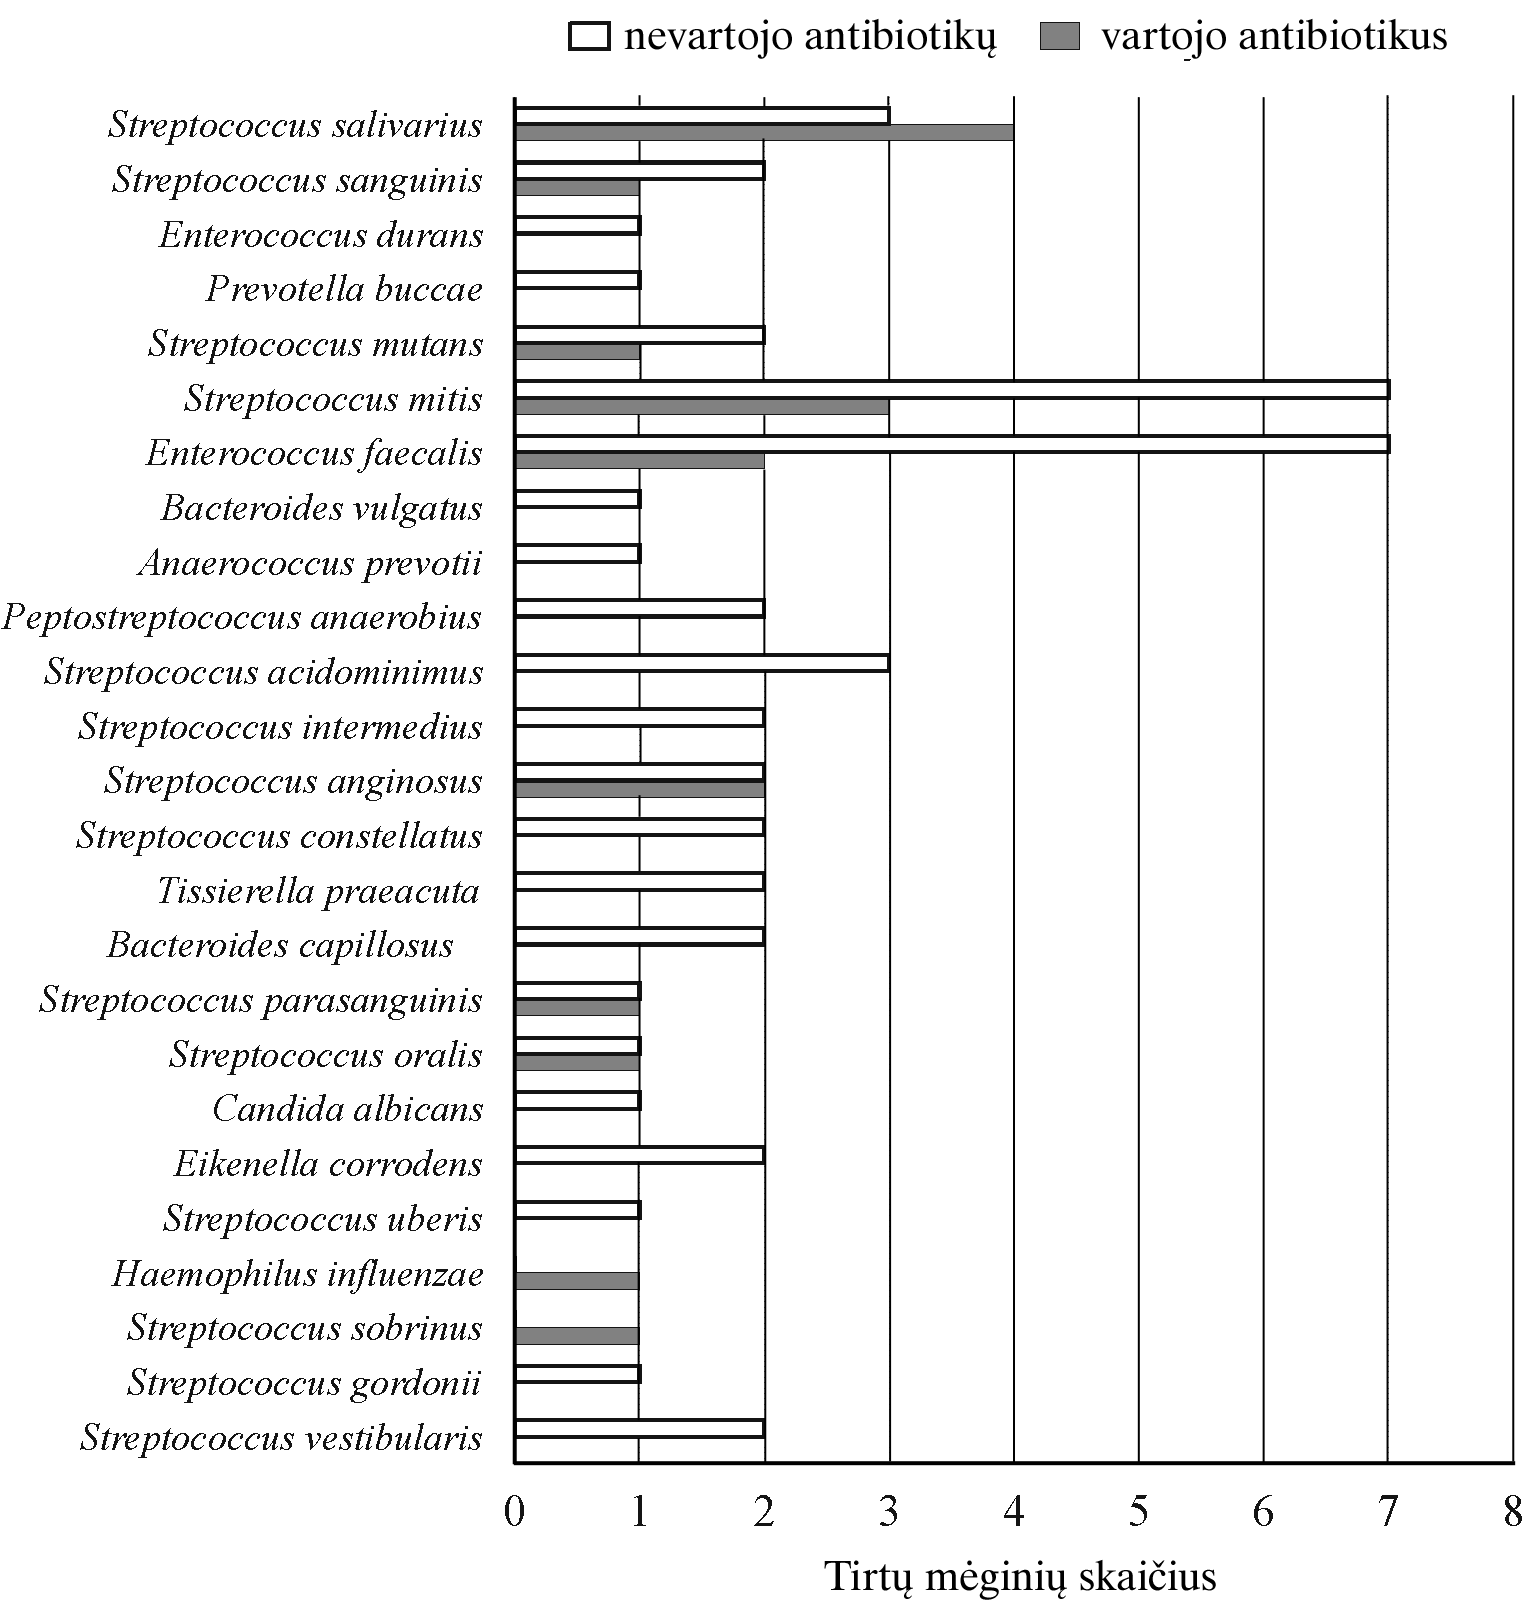 nevartojo antibiotikų vartojo antibiotikus
Streptococcus salivarius
Streptococcus sanguinis
Enterococcus durans
Prevotella buccae
Streptococcus mutans
Streptococcus mitis
Enterococcus faecalis
Bacteroides vulgatus
Anaerococcus prevotii
Peptostreptococcus anaerobius
Streptococcus acidominimus
Streptococcus intermedius
Streptococcus anginosus
Streptococcus constellatus
Tissierella praeacuta
Bacteroides capillosus
Streptococcus parasanguinis
Streptococcus oralis
Candida albicans
Eikenella corrodens
Streptococcus uberis
Haemophilus influenzae
Streptococcus sobrinus
Streptococcus gordonii
Streptococcus vestibularis
0 1 2 3 4 5 6 7 8
Tirtų mėginių skaičius